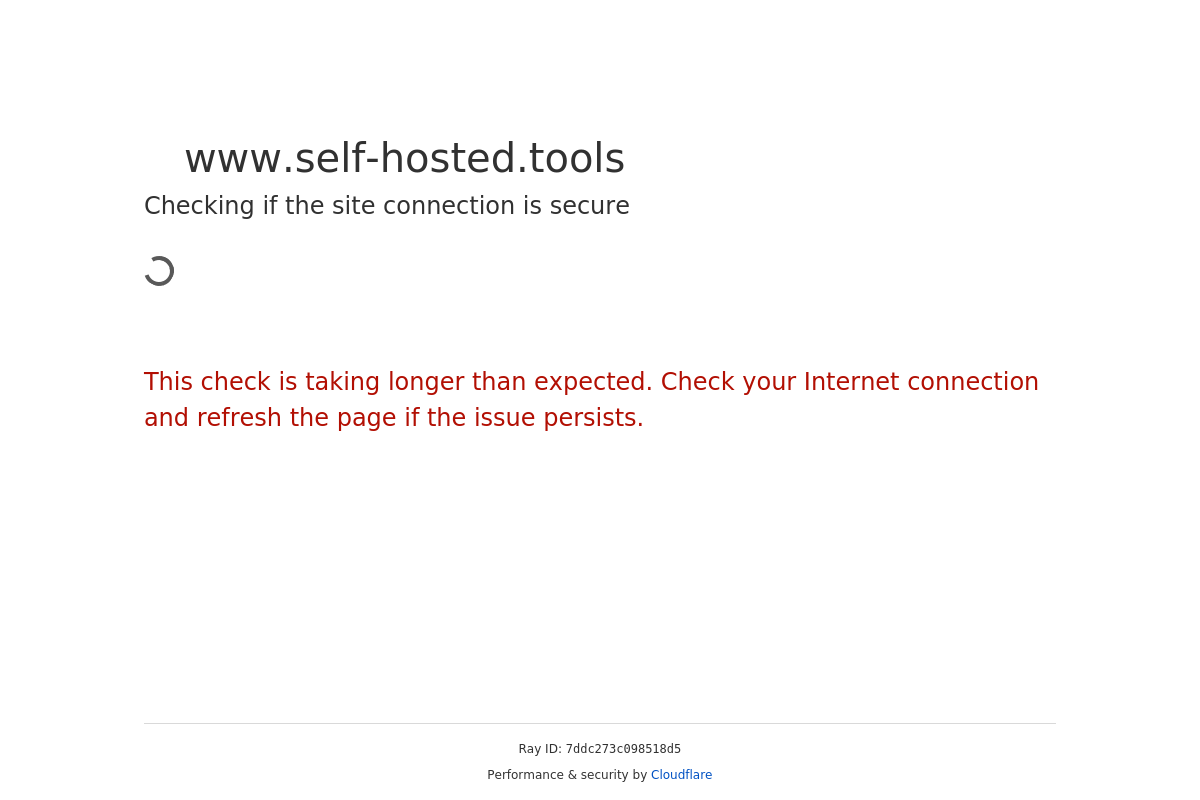 www.self-hosted.tools
Checking if the site connection is secure
This check is taking longer than expected. Check your Internet connection
and refresh the page if the issue persists.
Ray ID: 7ddc273c098518d5
Performance & security by Cloudflare